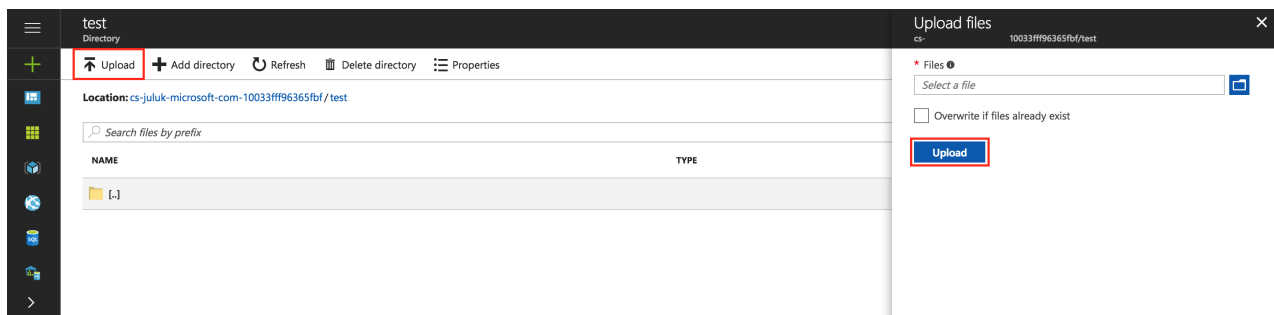 test
Directory
Upload Add directory Refresh Delete directory Properties
Location: cs-juluk-microsoft-com-10033fff96365fbf / test
Search files by prefix
NAME TYPE
[..]
SQL
Upload files
cs- 10033fff96365fbf/test
* Files
Select a file
Overwrite if files already exist
Upload